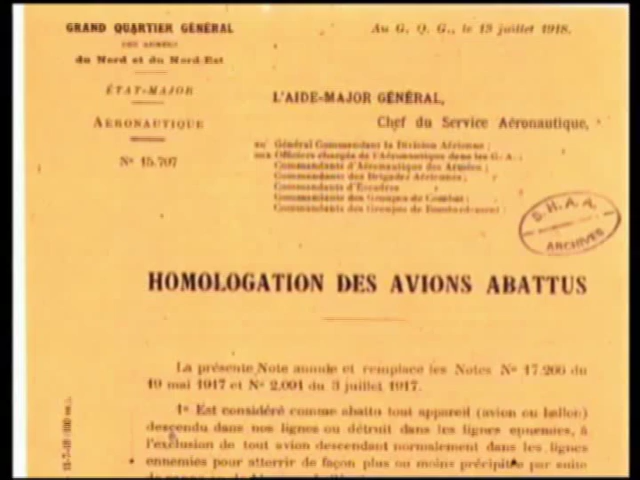 GRAND QUARTIER GÉNÉRAL
DES ARMÉES
du Nord et du Nord-Est
ÉTAT-MAJOR
AÉRONAUTIQUE
N° 15.707
Au G. Q. G., le 13 juillet 1918.
L'AIDE-MAJOR GÉNÉRAL,
Chef du Service Aéronautique,
au Général Commandant la Division Aérienne ;
aux Officiers chargés de l'Aéronautique dans les G. A. ;
Commandants d'Aéronautique des Armées ;
Commandants des Brigades Aériennes ;
Commandants d'Escadres
Commandants des Groupes de Combat ;
Commandants des Groupes de Bombardement :
S.H.A.A.
ARCHIVES
HOMOLOGATION DES AVIONS ABATTUS
La présente Note annule et remplace les Notes N° 17.266 du
19 mai 1917 et N° 2.091 du 3 juillet 1917.
1° Est considéré comme abattu tout appareil (avion ou ballon)
descendu dans nos lignes ou détruit dans les lignes ennemies, à
l'exclusion de tout avion descendant normalement dans les lignes
ennemies pour atterrir de façon plus ou moins précipitée par suite